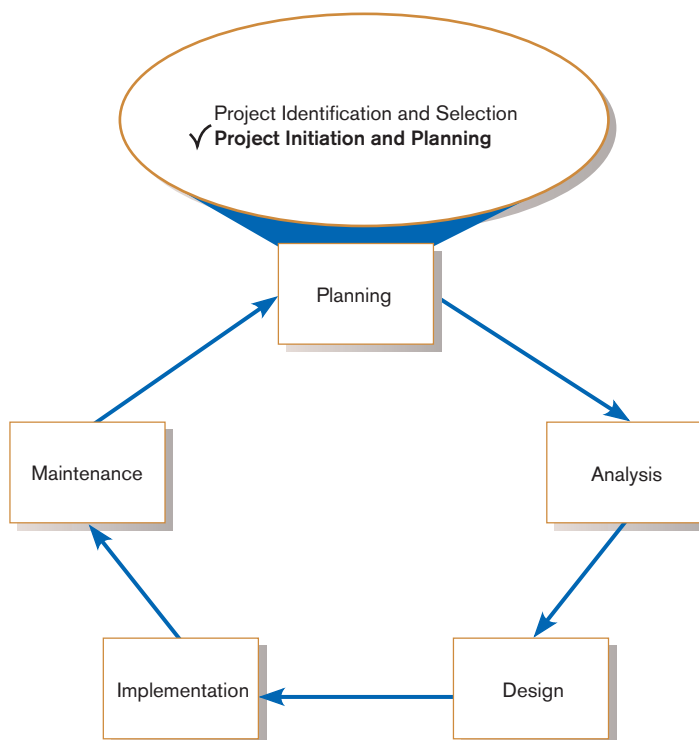 Project Identification and Selection
Project Initiation and Planning
Planning
Maintenance
Analysis
Implementation
Design